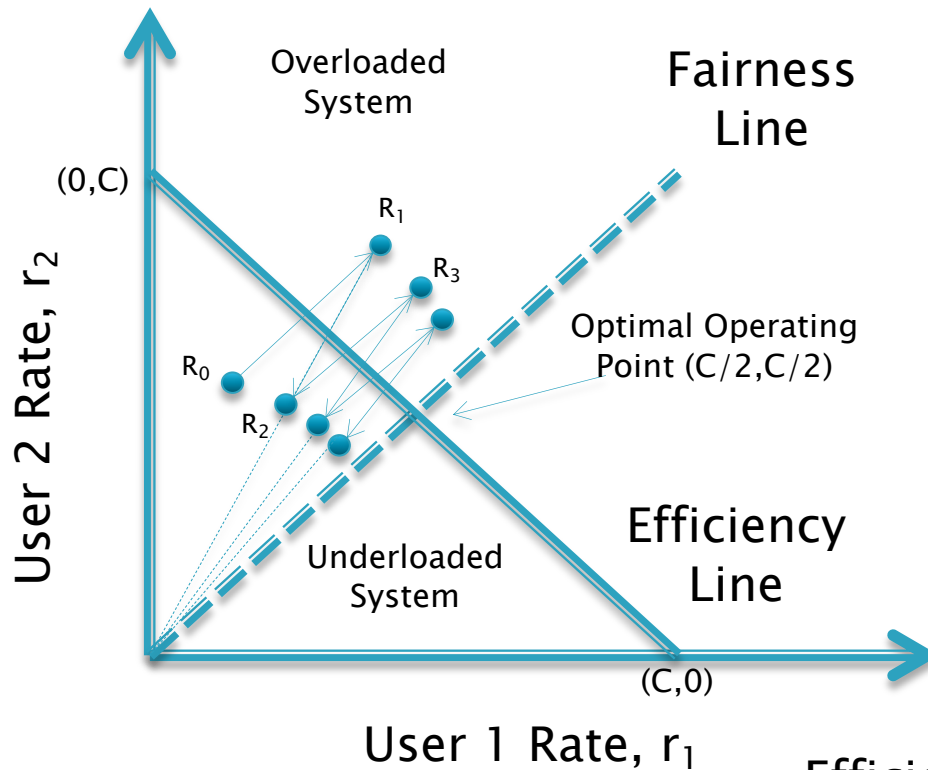 Overloaded
System
Fairness
Line
(0,C)
R1
R3
R0
R2
Optimal Operating
Point (C/2,C/2)
User 2 Rate, r2
Underloaded
System
Efficiency
Line
(C,0)
User 1 Rate, r1